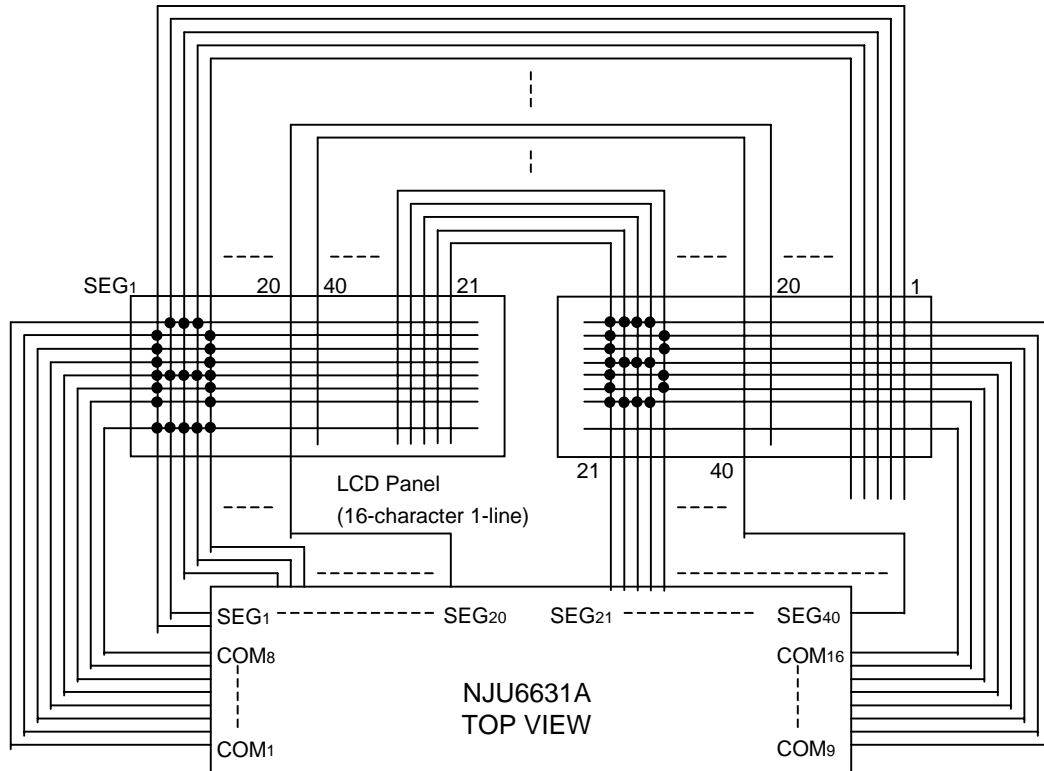 SEG1 20 40 21 20 1
21 40
LCD Panel
(16-character 1-line)
SEG1 SEG20 SEG21 SEG40
COM8 COM16
NJU6631A
TOP VIEW
COM1 COM9